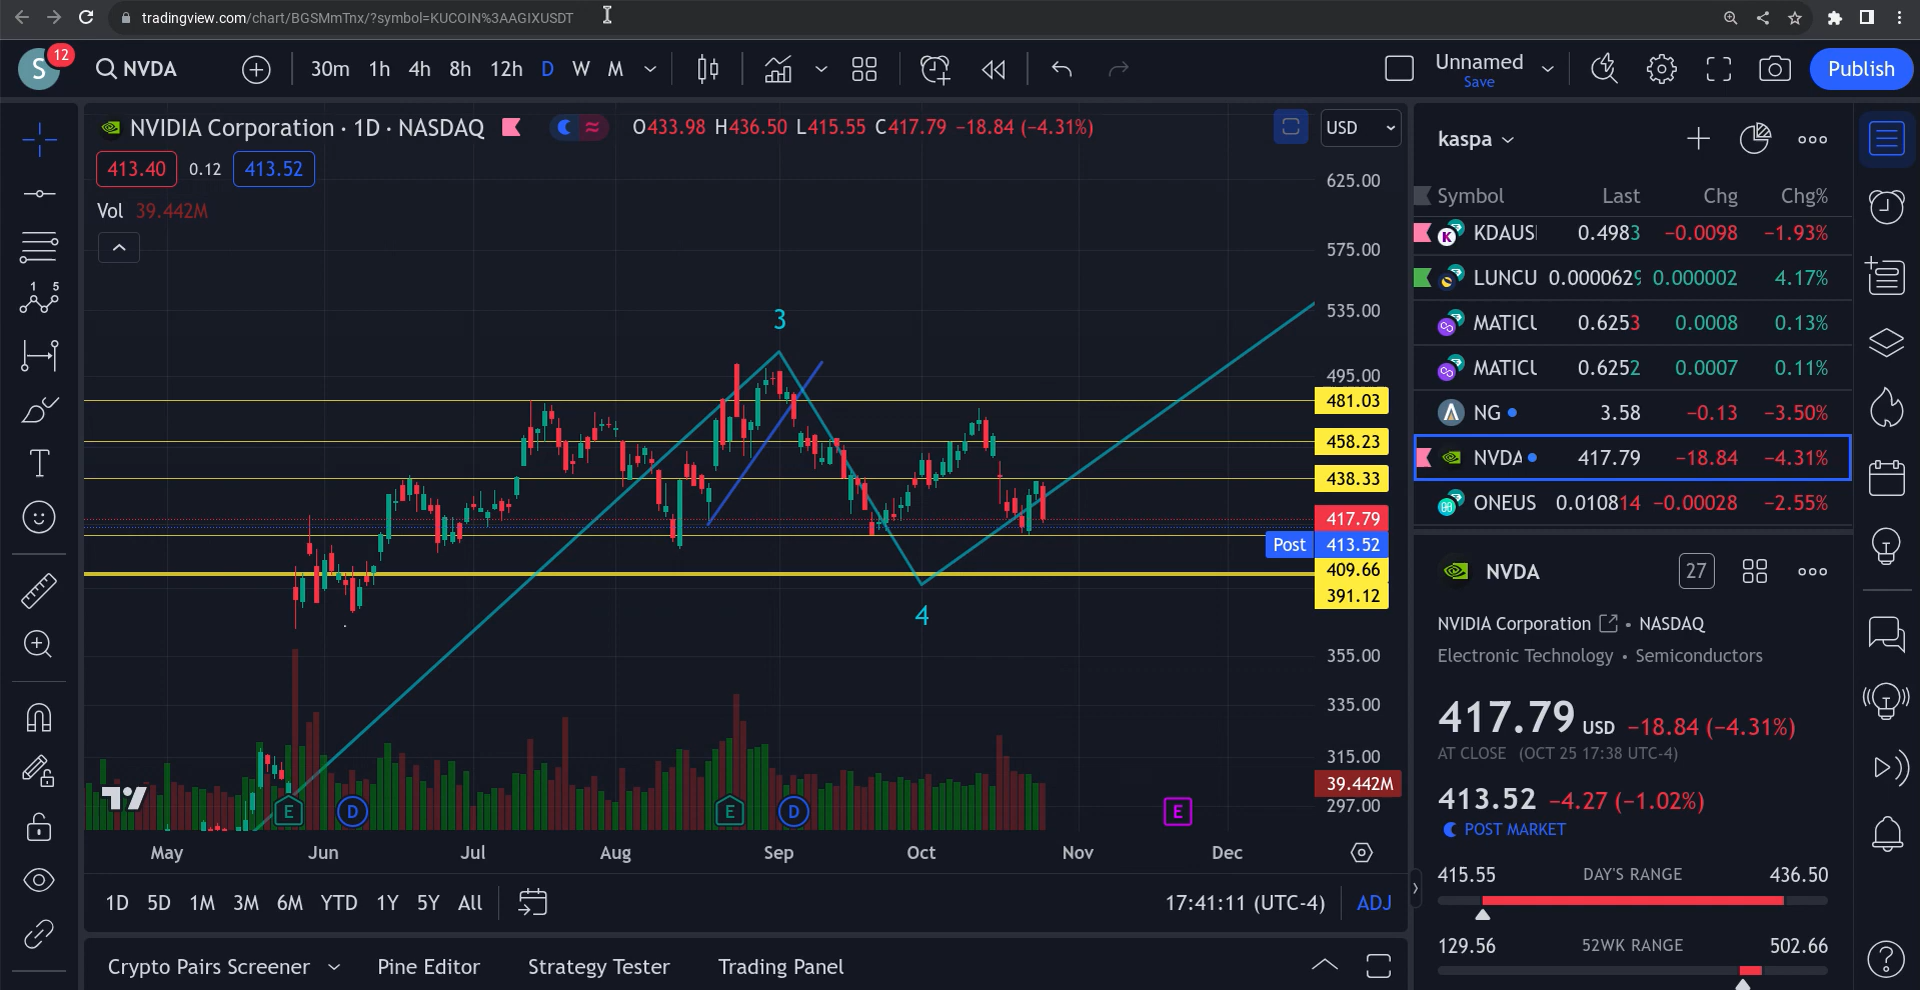 tradingview.com/chart/BGSMmTnx/?symbol=KUCOIN%3AAGIXUSDT
S 12 NVDA 30m 1h 4h 8h 12h D W M Unnamed Save Publish
NVIDIA Corporation · 1D · NASDAQ O433.98 H436.50 L415.55 C417.79 −18.84 (−4.31%) USD
413.40 0.12 413.52
Vol 39.442M
625.00
575.00
535.00
495.00
481.03
458.23
438.33
417.79
Post 413.52
409.66
391.12
355.00
335.00
315.00
39.442M
297.00
3
4
1 5
T
E D E D E
May Jun Jul Aug Sep Oct Nov Dec
1D 5D 1M 3M 6M YTD 1Y 5Y All 17:41:11 (UTC-4) ADJ
Crypto Pairs Screener Pine Editor Strategy Tester Trading Panel
kaspa
Symbol Last Chg Chg%
K KDAUS 0.4983 −0.0098 −1.93%
LUNCU 0.0000629 0.000002 4.17%
MATICU 0.6253 0.0008 0.13%
MATICU 0.6252 0.0007 0.11%
NG 3.58 −0.13 −3.50%
NVDA 417.79 −18.84 −4.31%
ONEUS 0.010814 −0.00028 −2.55%
NVDA 27
NVIDIA Corporation • NASDAQ
Electronic Technology • Semiconductors
417.79 USD −18.84 (−4.31%)
AT CLOSE (OCT 25 17:38 UTC-4)
413.52 −4.27 (−1.02%)
POST MARKET
415.55 DAY'S RANGE 436.50
129.56 52WK RANGE 502.66